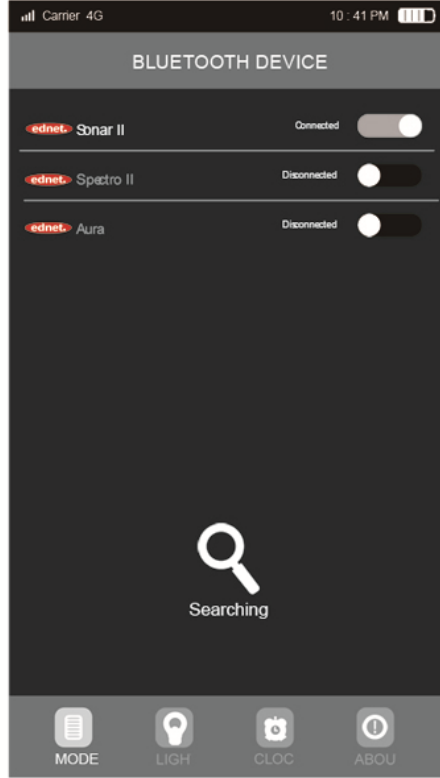 Carrier 4G 10 : 41 PM
BLUETOOTH DEVICE
ednet. Sonar II Connected
ednet. Spectro II Disconnected
ednet. Aura Disconnected
Searching
MODE LIGH CLOC ABOU